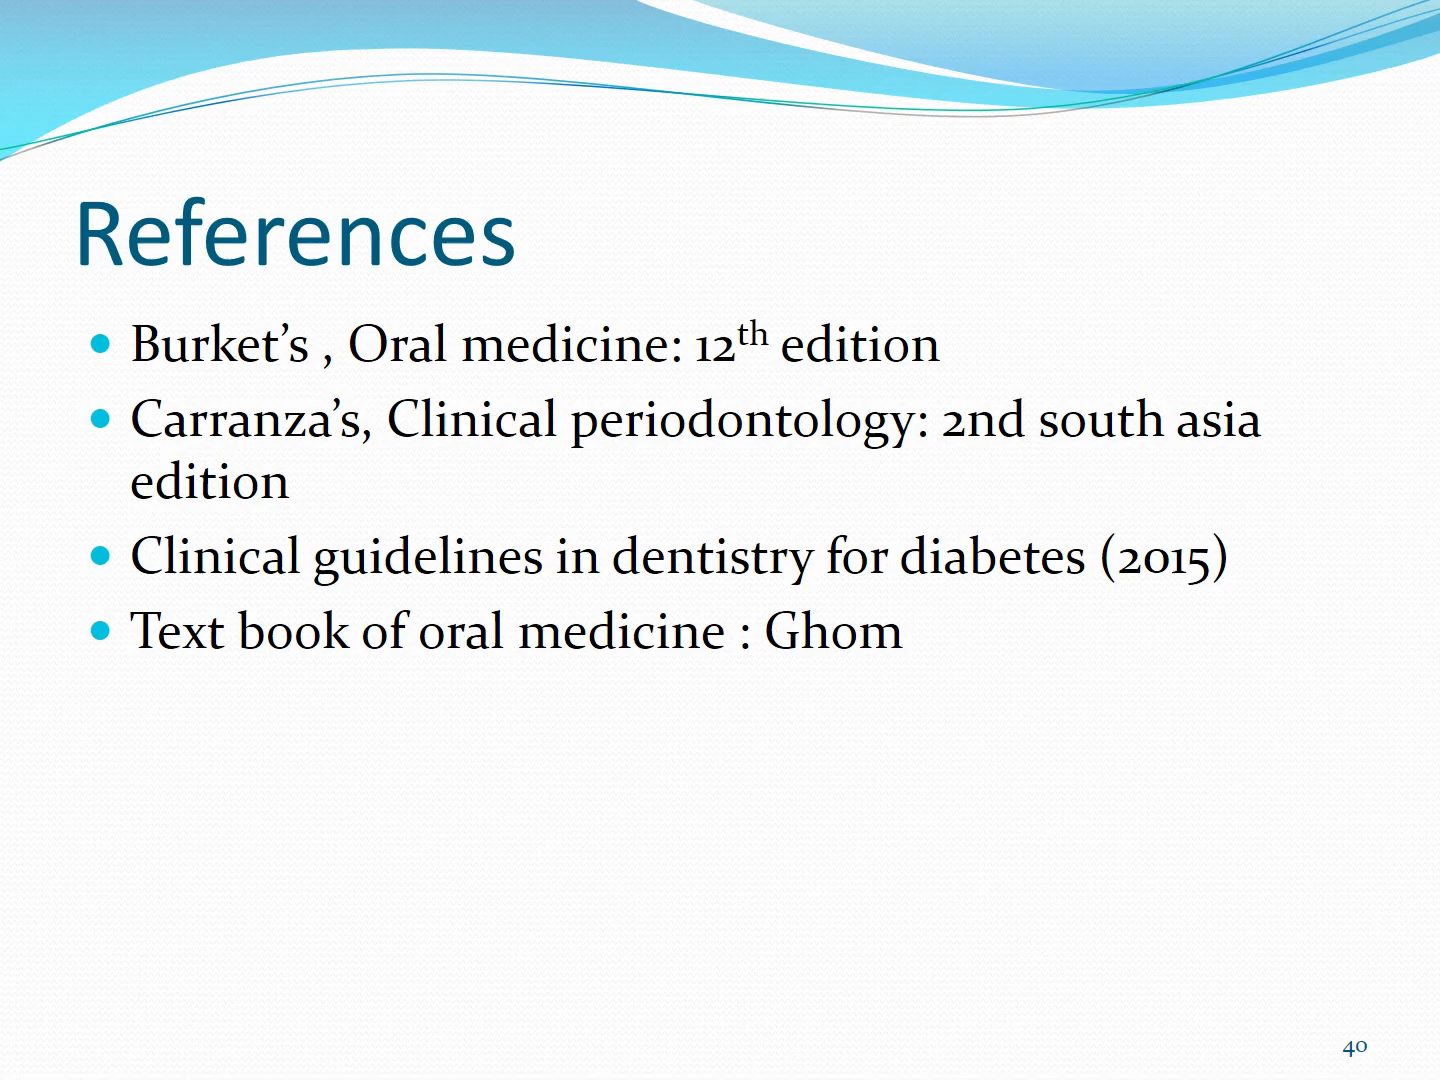 References
• Burket’s , Oral medicine: 12th edition
• Carranza’s, Clinical periodontology: 2nd south asia
edition
• Clinical guidelines in dentistry for diabetes (2015)
• Text book of oral medicine : Ghom
40